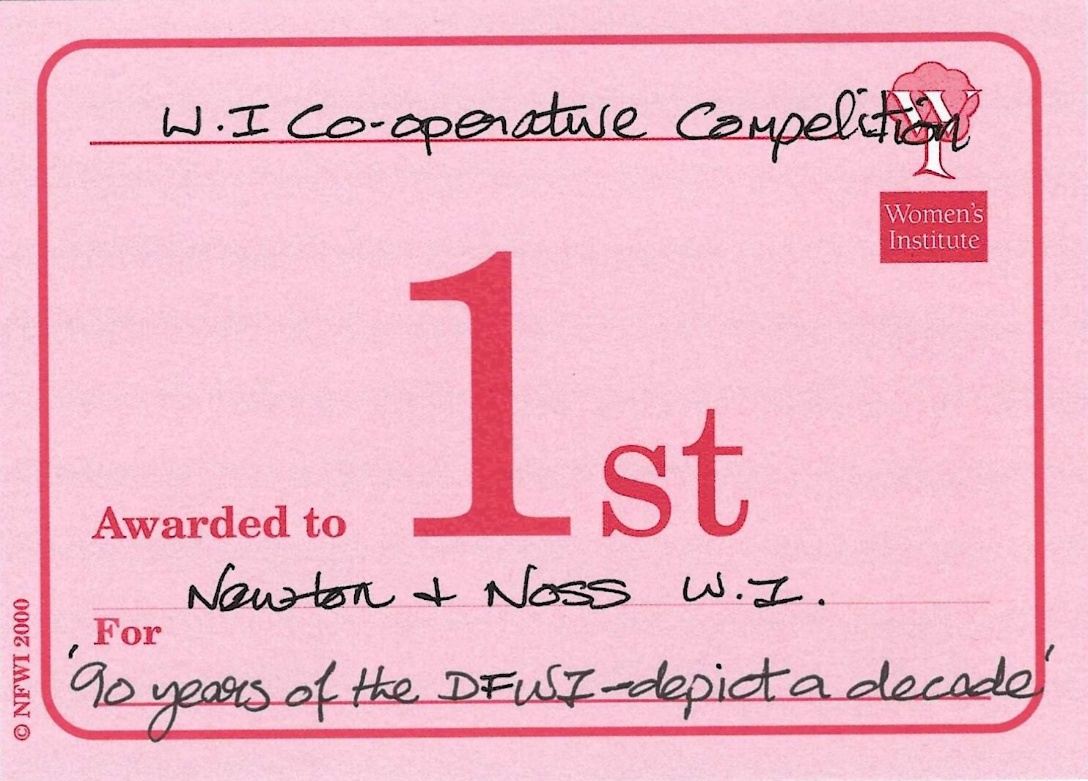 W.I Co-operative Competition
WI
Women's
Institute
1st
Awarded to
Newton + Noss W.I.
For
'90 years of the DFWI - depict a decade'
© NFWI 2000